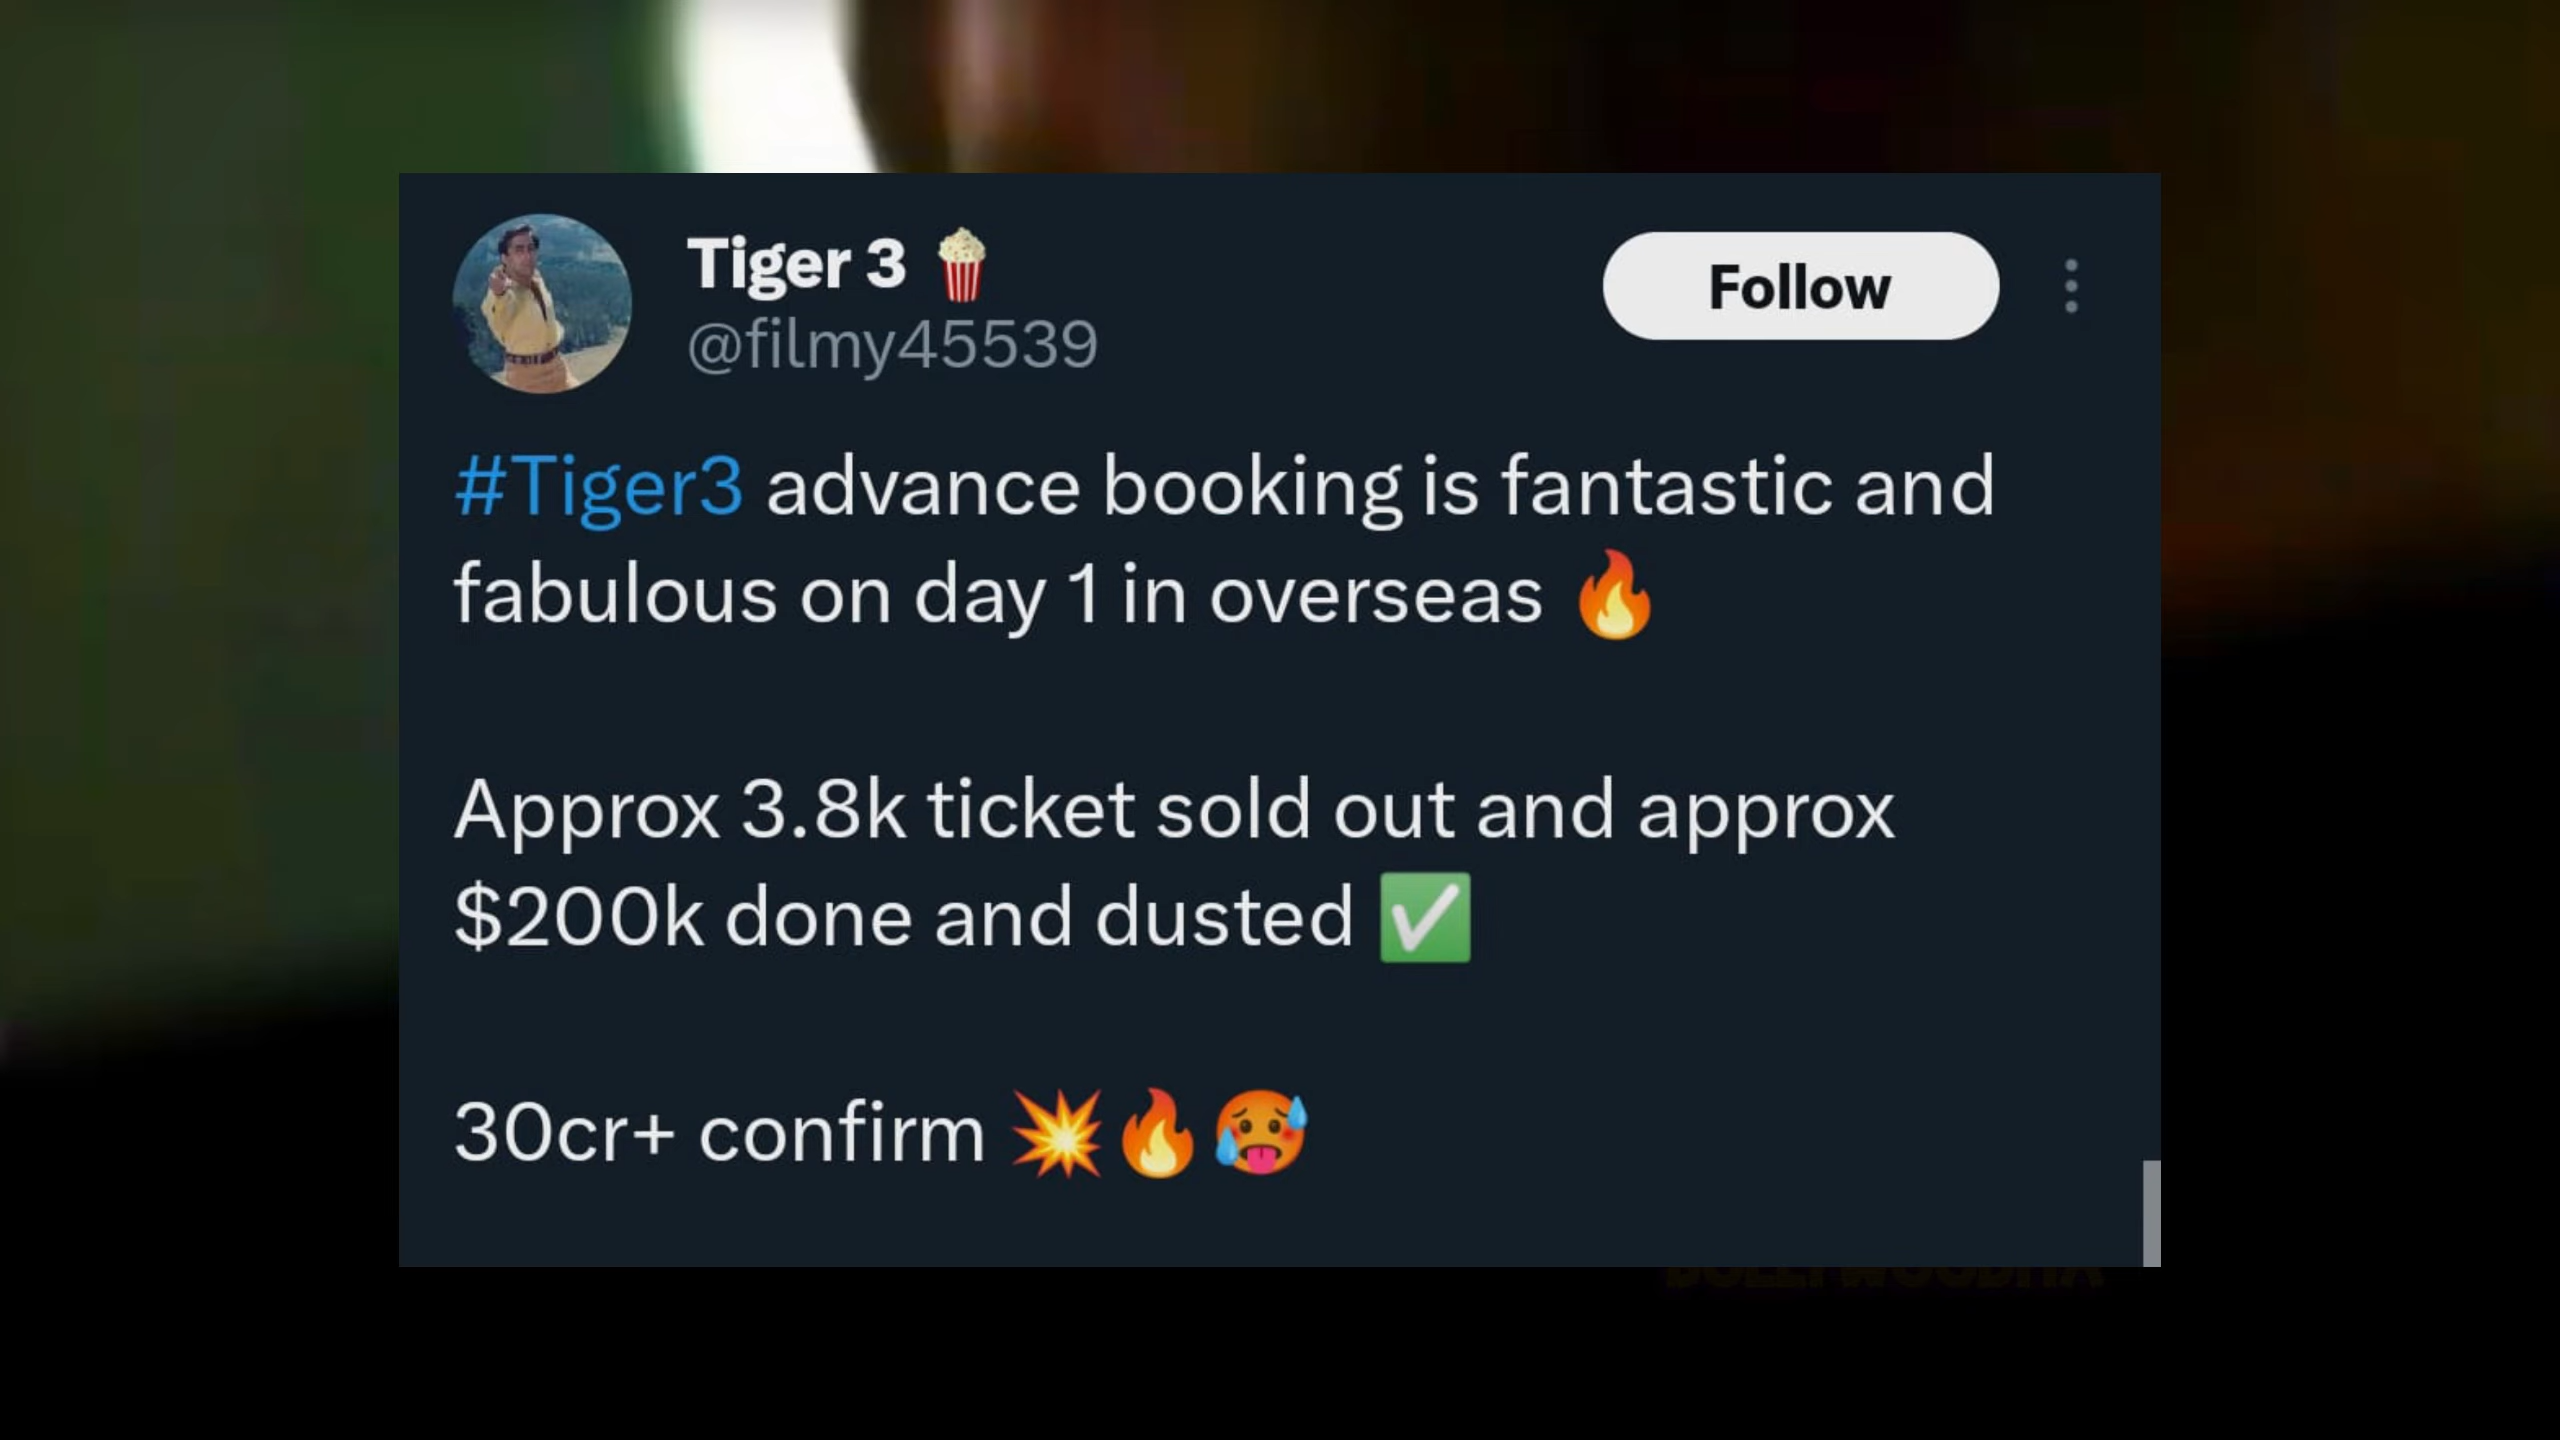 Tiger 3 🍿
@filmy45539
Follow
#Tiger3 advance booking is fantastic and
fabulous on day 1 in overseas 🔥
Approx 3.8k ticket sold out and approx
$200k done and dusted ✅
30cr+ confirm 💥🔥🥵